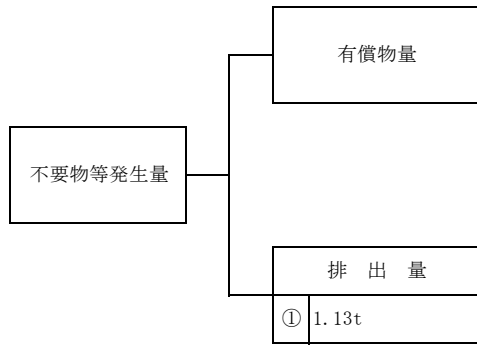 有償物量
不要物等発生量
排 出 量
① 1.13t